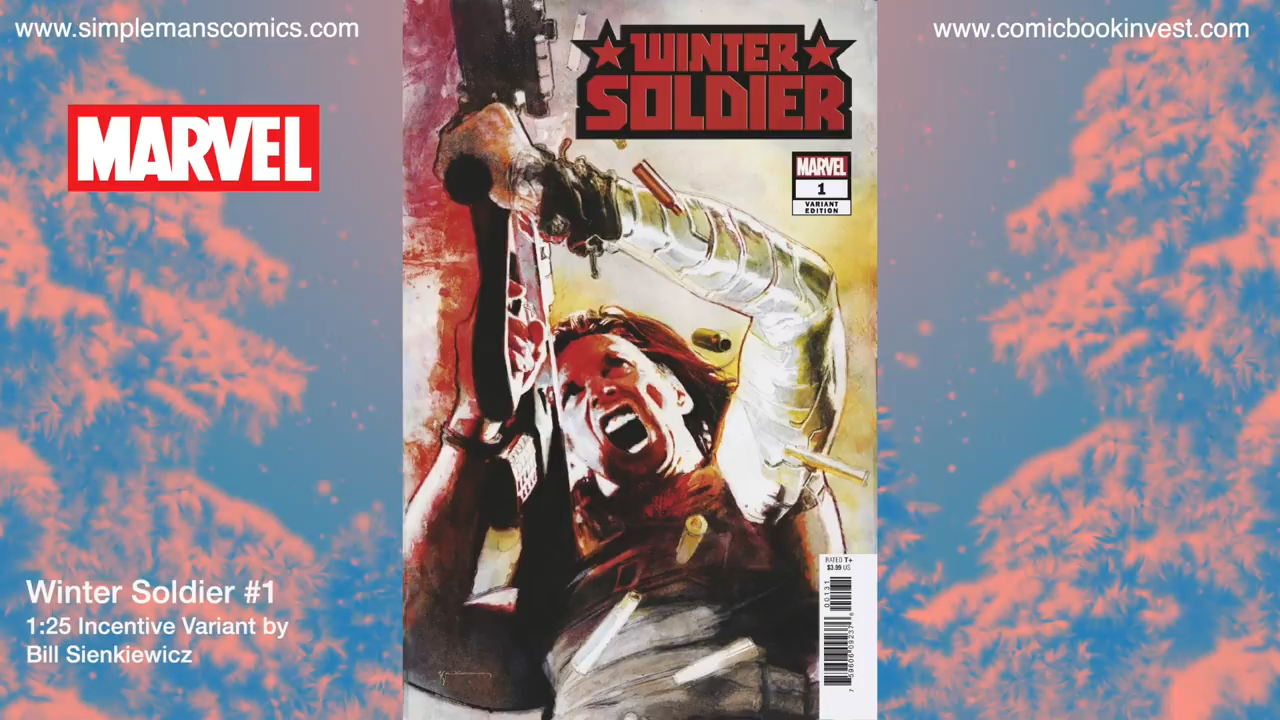 www.simplemanscomics.com
www.comicbookinvest.com
MARVEL
WINTER
SOLDIER
MARVEL
1
VARIANT
EDITION
RATED T+
$3.99 US
00131
Winter Soldier #1
1:25 Incentive Variant by
Bill Sienkiewicz